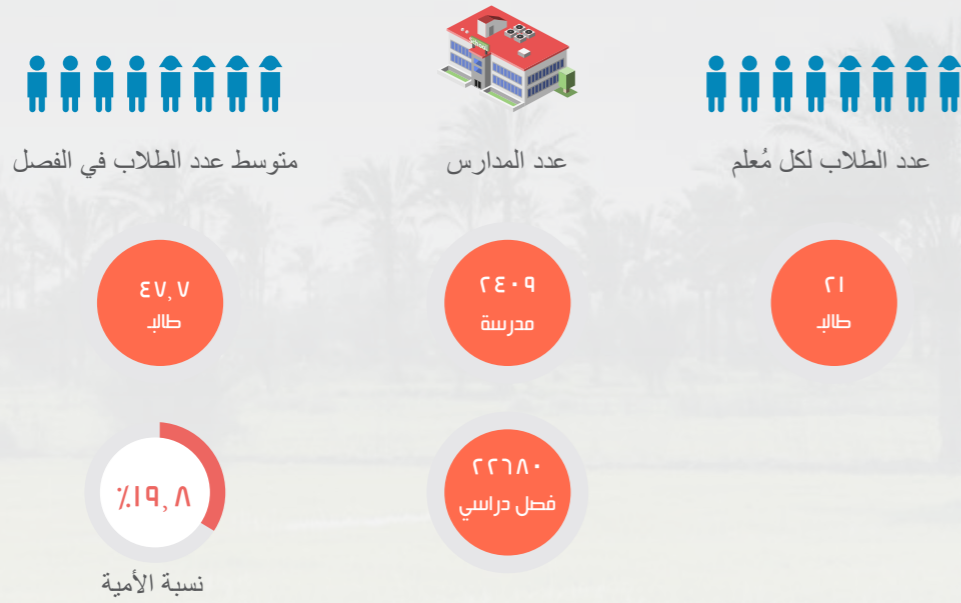 عدد الطلاب لكل مُعلم
عدد المدارس
متوسط عدد الطلاب في الفصل
٢١
طالب
٢٤٠٩
مدرسة
٤٧,٧
طالب
٢٢٦٨٠
فصل دراسي
٪١٩,٨
نسبة الأمية